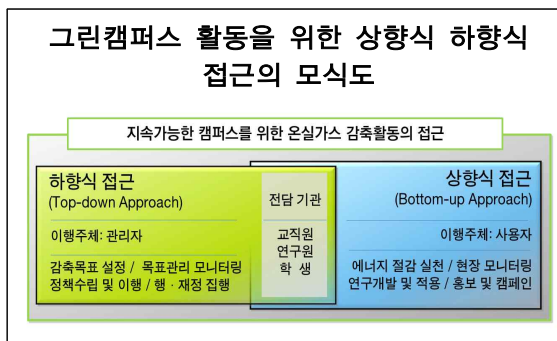 그린캠퍼스 활동을 위한 상향식 하향식
접근의 모식도
지속가능한 캠퍼스를 위한 온실가스 감축활동의 접근
하향식 접근
(Top-down Approach)
이행주체: 관리자
감축목표 설정 / 목표관리 모니터링
정책수립 및 이행 / 행·재정 집행
전담 기관
교직원
연구원
학 생
상향식 접근
(Bottom-up Approach)
이행주체: 사용자
에너지 절감 실천 / 현장 모니터링
연구개발 및 적용 / 홍보 및 캠페인